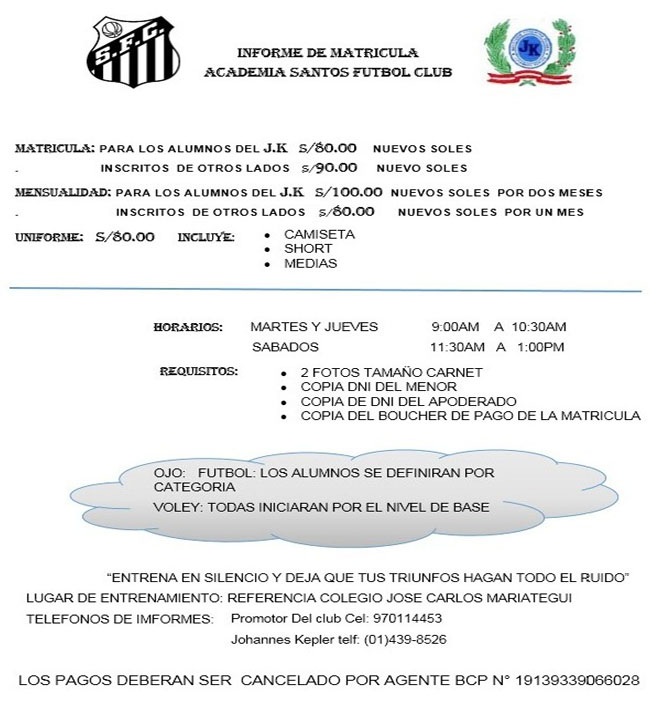 S.F.C.
JK
INFORME DE MATRICULA
ACADEMIA SANTOS FUTBOL CLUB
MATRICULA: PARA LOS ALUMNOS DEL J.K S/80.00 NUEVOS SOLES
. INSCRITOS DE OTROS LADOS S/90.00 NUEVO SOLES
MENSUALIDAD: PARA LOS ALUMNOS DEL J.K S/100.00 NUEVOS SOLES POR DOS MESES
. INSCRITOS DE OTROS LADOS S/80.00 NUEVOS SOLES POR UN MES
UNIFORME: S/80.00 INCLUYE: • CAMISETA
• SHORT
• MEDIAS
HORARIOS: MARTES Y JUEVES 9:00AM A 10:30AM
SABADOS 11:30AM A 1:00PM
REQUISITOS: • 2 FOTOS TAMAÑO CARNET
• COPIA DNI DEL MENOR
• COPIA DE DNI DEL APODERADO
• COPIA DEL BOUCHER DE PAGO DE LA MATRICULA
OJO: FUTBOL: LOS ALUMNOS SE DEFINIRAN POR
CATEGORIA
VOLEY: TODAS INICIARAN POR EL NIVEL DE BASE
“ENTRENA EN SILENCIO Y DEJA QUE TUS TRIUNFOS HAGAN TODO EL RUIDO”
LUGAR DE ENTRENAMIENTO: REFERENCIA COLEGIO JOSE CARLOS MARIATEGUI
TELEFONOS DE IMFORMES: Promotor Del club Cel: 970114453
Johannes Kepler telf: (01)439-8526
LOS PAGOS DEBERAN SER CANCELADO POR AGENTE BCP N° 19139339066028